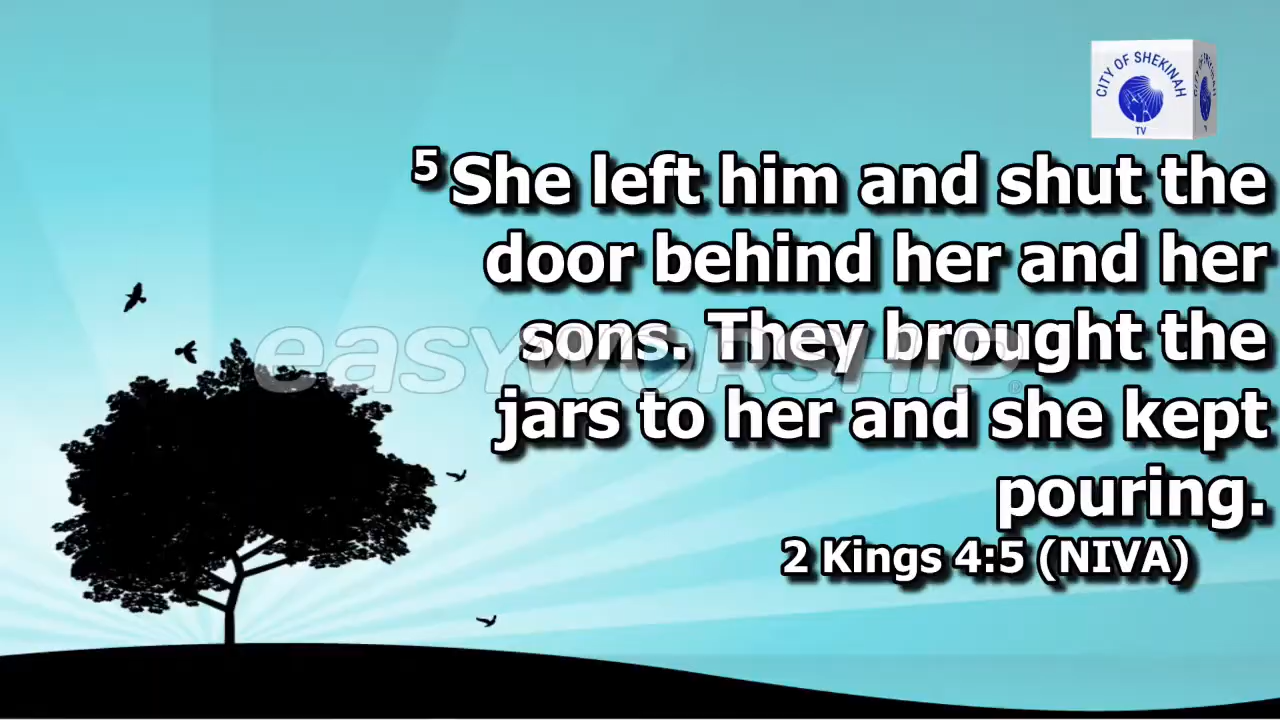 CITY OF SHEKINAH
TV
5 She left him and shut the
door behind her and her
sons. They brought the
easyworship®
jars to her and she kept
pouring.
2 Kings 4:5 (NIVA)